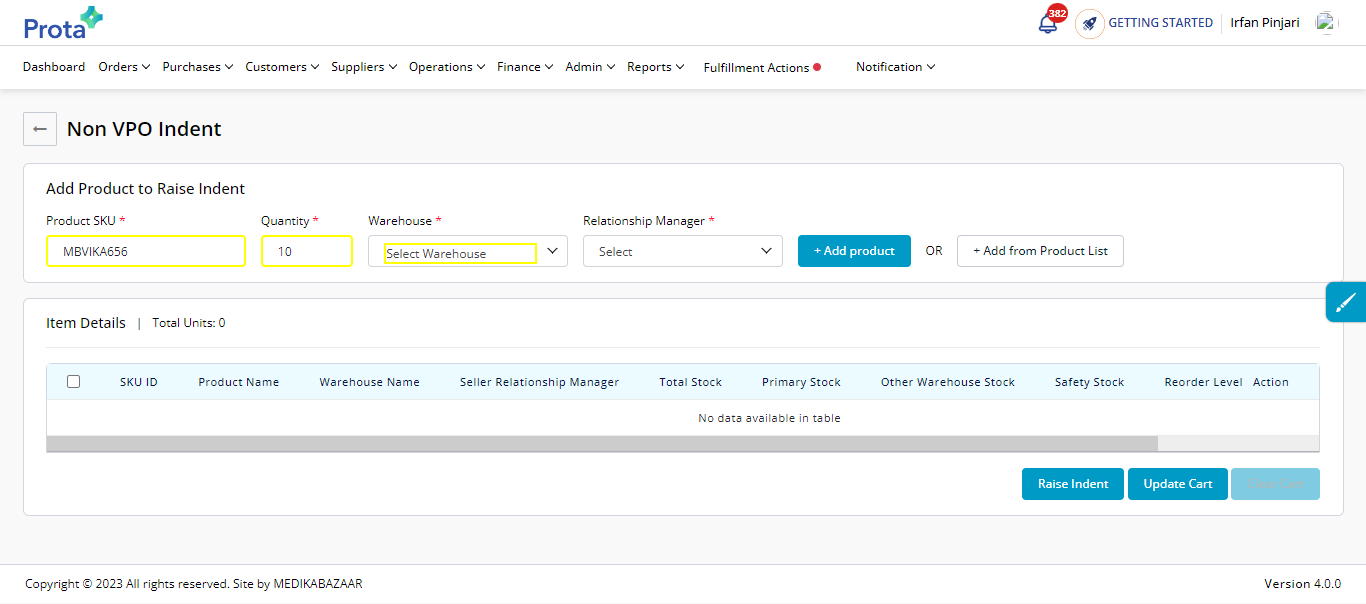 Prota
382
GETTING STARTED
Irfan Pinjari
Dashboard Orders Purchases Customers Suppliers Operations Finance Admin Reports Fulfillment Actions Notification
Non VPO Indent
Add Product to Raise Indent
Product SKU * Quantity * Warehouse * Relationship Manager *
MBVIKA656 10 Select Warehouse Select + Add product OR + Add from Product List
Item Details | Total Units: 0
SKU ID Product Name Warehouse Name Seller Relationship Manager Total Stock Primary Stock Other Warehouse Stock Safety Stock Reorder Level Action
No data available in table
Raise Indent Update Cart
Copyright © 2023 All rights reserved. Site by MEDIKABAZAAR Version 4.0.0